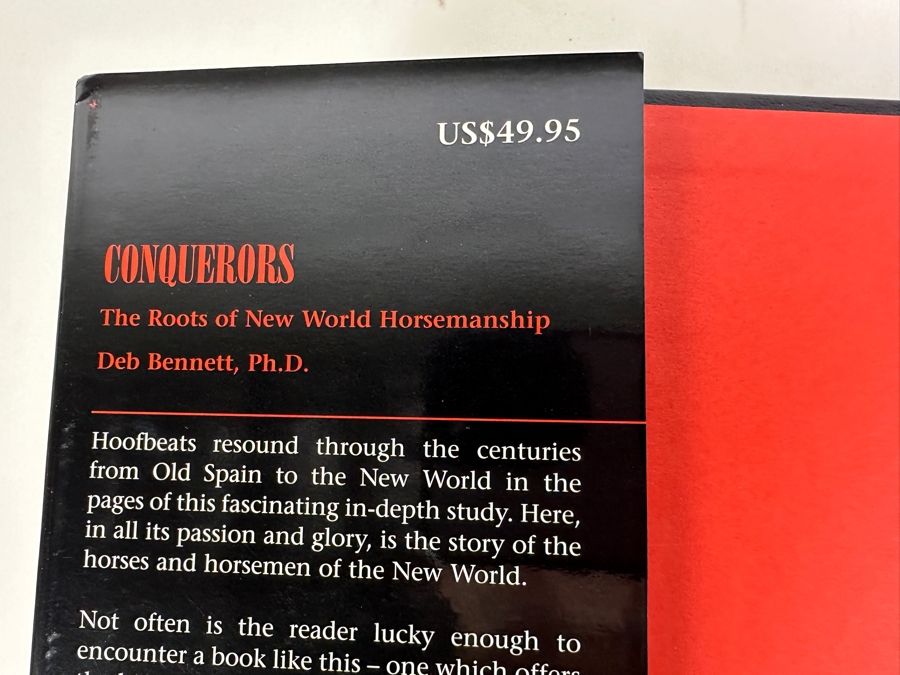 US$49.95
CONQUERORS
The Roots of New World Horsemanship
Deb Bennett, Ph.D.
Hoofbeats resound through the centuries
from Old Spain to the New World in the
pages of this fascinating in-depth study. Here,
in all its passion and glory, is the story of the
horses and horsemen of the New World.
Not often is the reader lucky enough to
encounter a book like this – one which offers